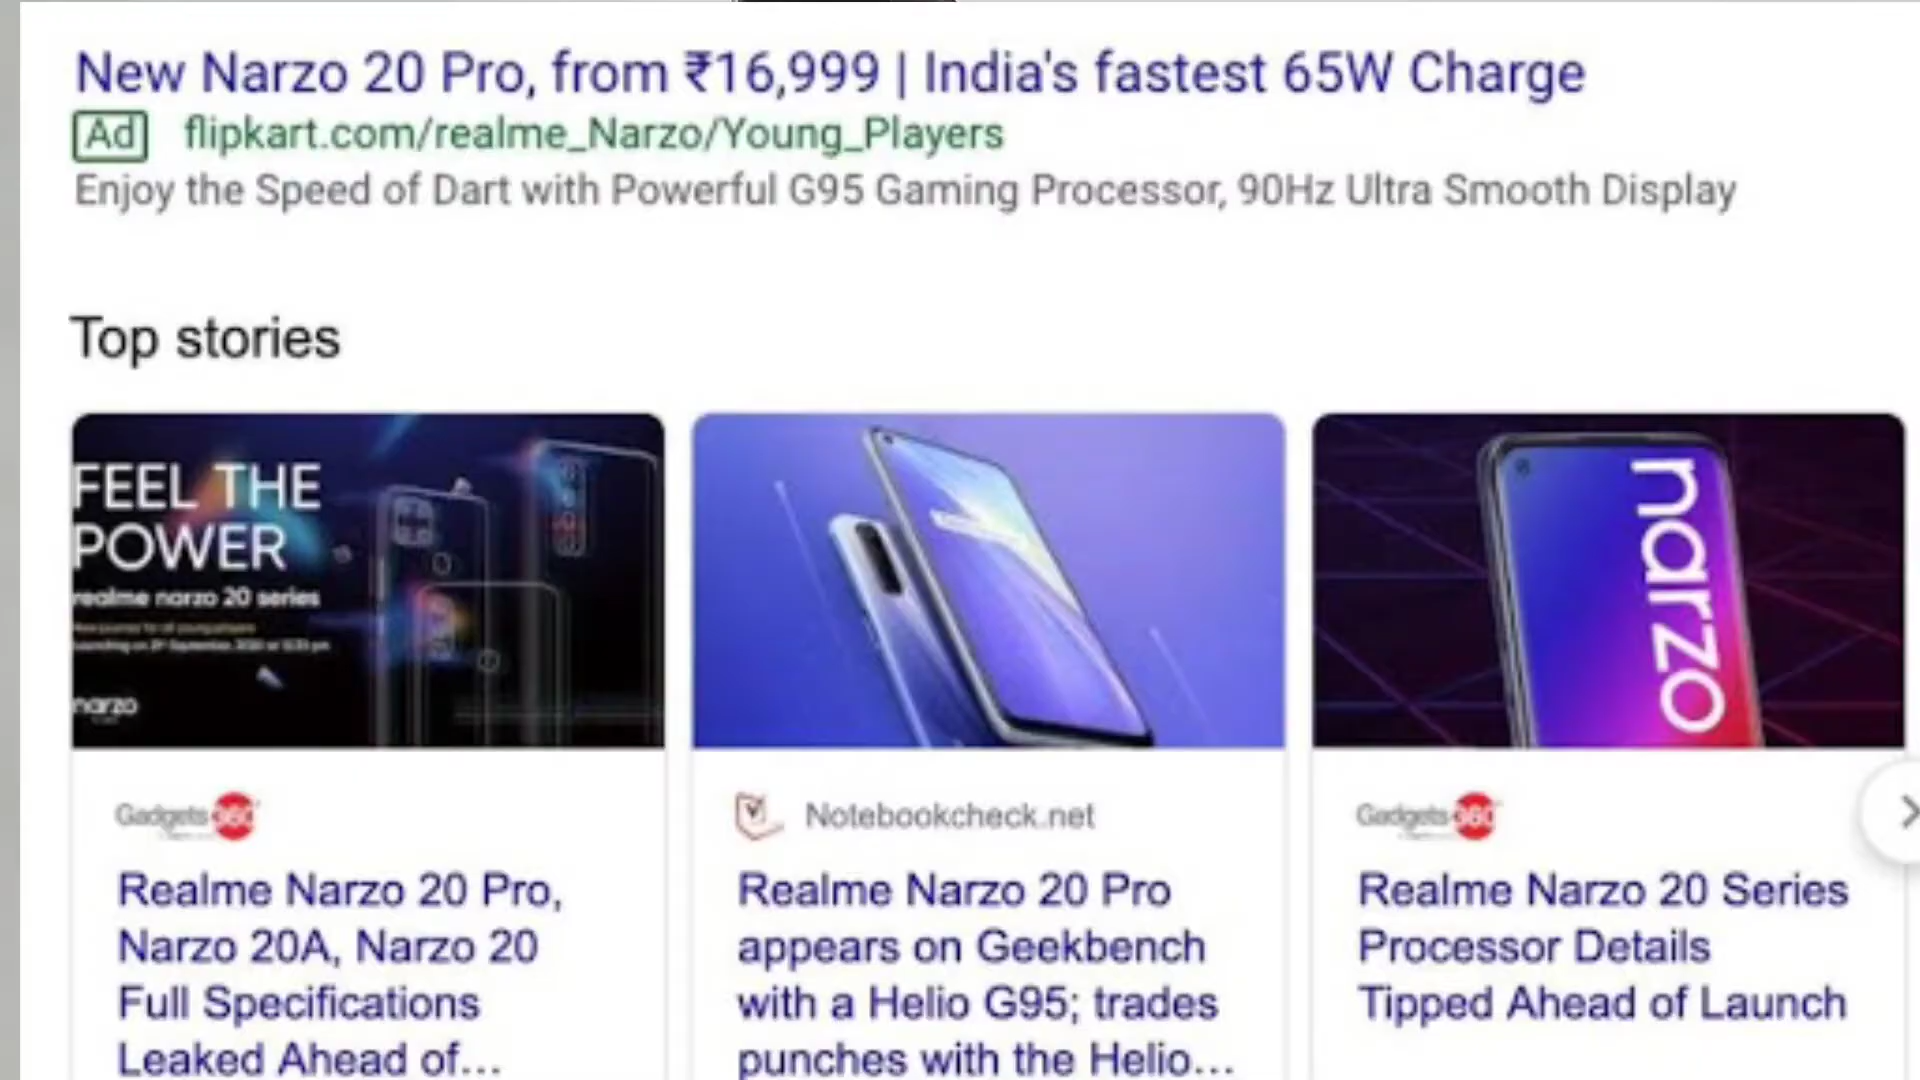 New Narzo 20 Pro, from ₹16,999 | India's fastest 65W Charge
Ad flipkart.com/realme_Narzo/Young_Players
Enjoy the Speed of Dart with Powerful G95 Gaming Processor, 90Hz Ultra Smooth Display
Top stories
FEEL THE
POWER
realme narzo 20 series
narzo
narzo
Gadgets 360
Notebookcheck.net
Gadgets 360
Realme Narzo 20 Pro,
Narzo 20A, Narzo 20
Full Specifications
Leaked Ahead of...
Realme Narzo 20 Pro
appears on Geekbench
with a Helio G95; trades
punches with the Helio...
Realme Narzo 20 Series
Processor Details
Tipped Ahead of Launch